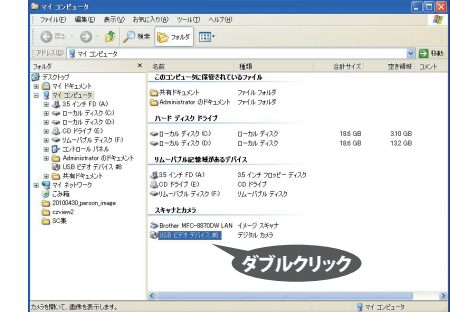 マイ コンピュータ
ファイル(F) 編集(E) 表示(V) お気に入り(A) ツール(T) ヘルプ(H)
戻る 検索 フォルダ
アドレス(D) マイ コンピュータ 移動
フォルダ × 名前 種類 合計サイズ 空き領域 コメント
デスクトップ
マイ ドキュメント
マイ コンピュータ
3.5 インチ FD (A)
ローカル ディスク (C)
ローカル ディスク (D)
CD ドライブ (E)
リムーバブル ディスク (F)
コントロール パネル
Administrator のドキュメント
USB ビデオ デバイス #6
共有ドキュメント
マイ ネットワーク
ごみ箱
20100430_person_image
czview2
SC集
このコンピュータに保管されているファイル
共有ドキュメント ファイル フォルダ
Administrator のドキュメント ファイル フォルダ
ハード ディスク ドライブ
ローカル ディスク (C) ローカル ディスク 18.6 GB 3.10 GB
ローカル ディスク (D) ローカル ディスク 18.6 GB 13.2 GB
リムーバブル記憶域があるデバイス
3.5 インチ FD (A) 3.5 インチ フロッピー ディスク
CD ドライブ (E) CD ドライブ
リムーバブル ディスク (F) リムーバブル ディスク
スキャナとカメラ
Brother MFC-8870DW LAN イメージ スキャナ
USB ビデオ デバイス #6 デジタル カメラ
ダブルクリック
カメラを開いて、画像を表示します。 マイ コンピュータ